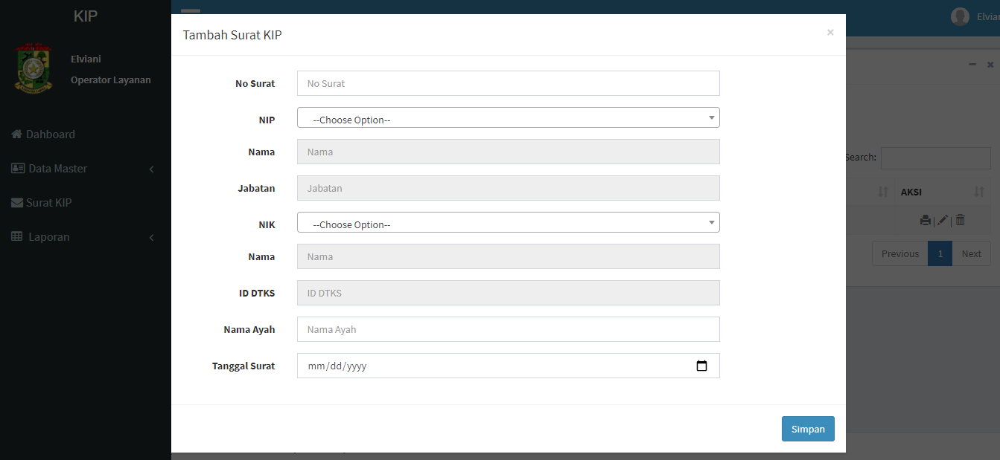 KIP
Elvia
Elviani
Operator Layanan
Dahboard
Data Master
Surat KIP
Laporan
Tambah Surat KIP
×
No Surat
No Surat
NIP
--Choose Option--
Nama
Nama
Jabatan
Jabatan
NIK
--Choose Option--
Nama
Nama
ID DTKS
ID DTKS
Nama Ayah
Nama Ayah
Tanggal Surat
mm/dd/yyyy
Simpan
Search:
AKSI
| |
Previous 1 Next